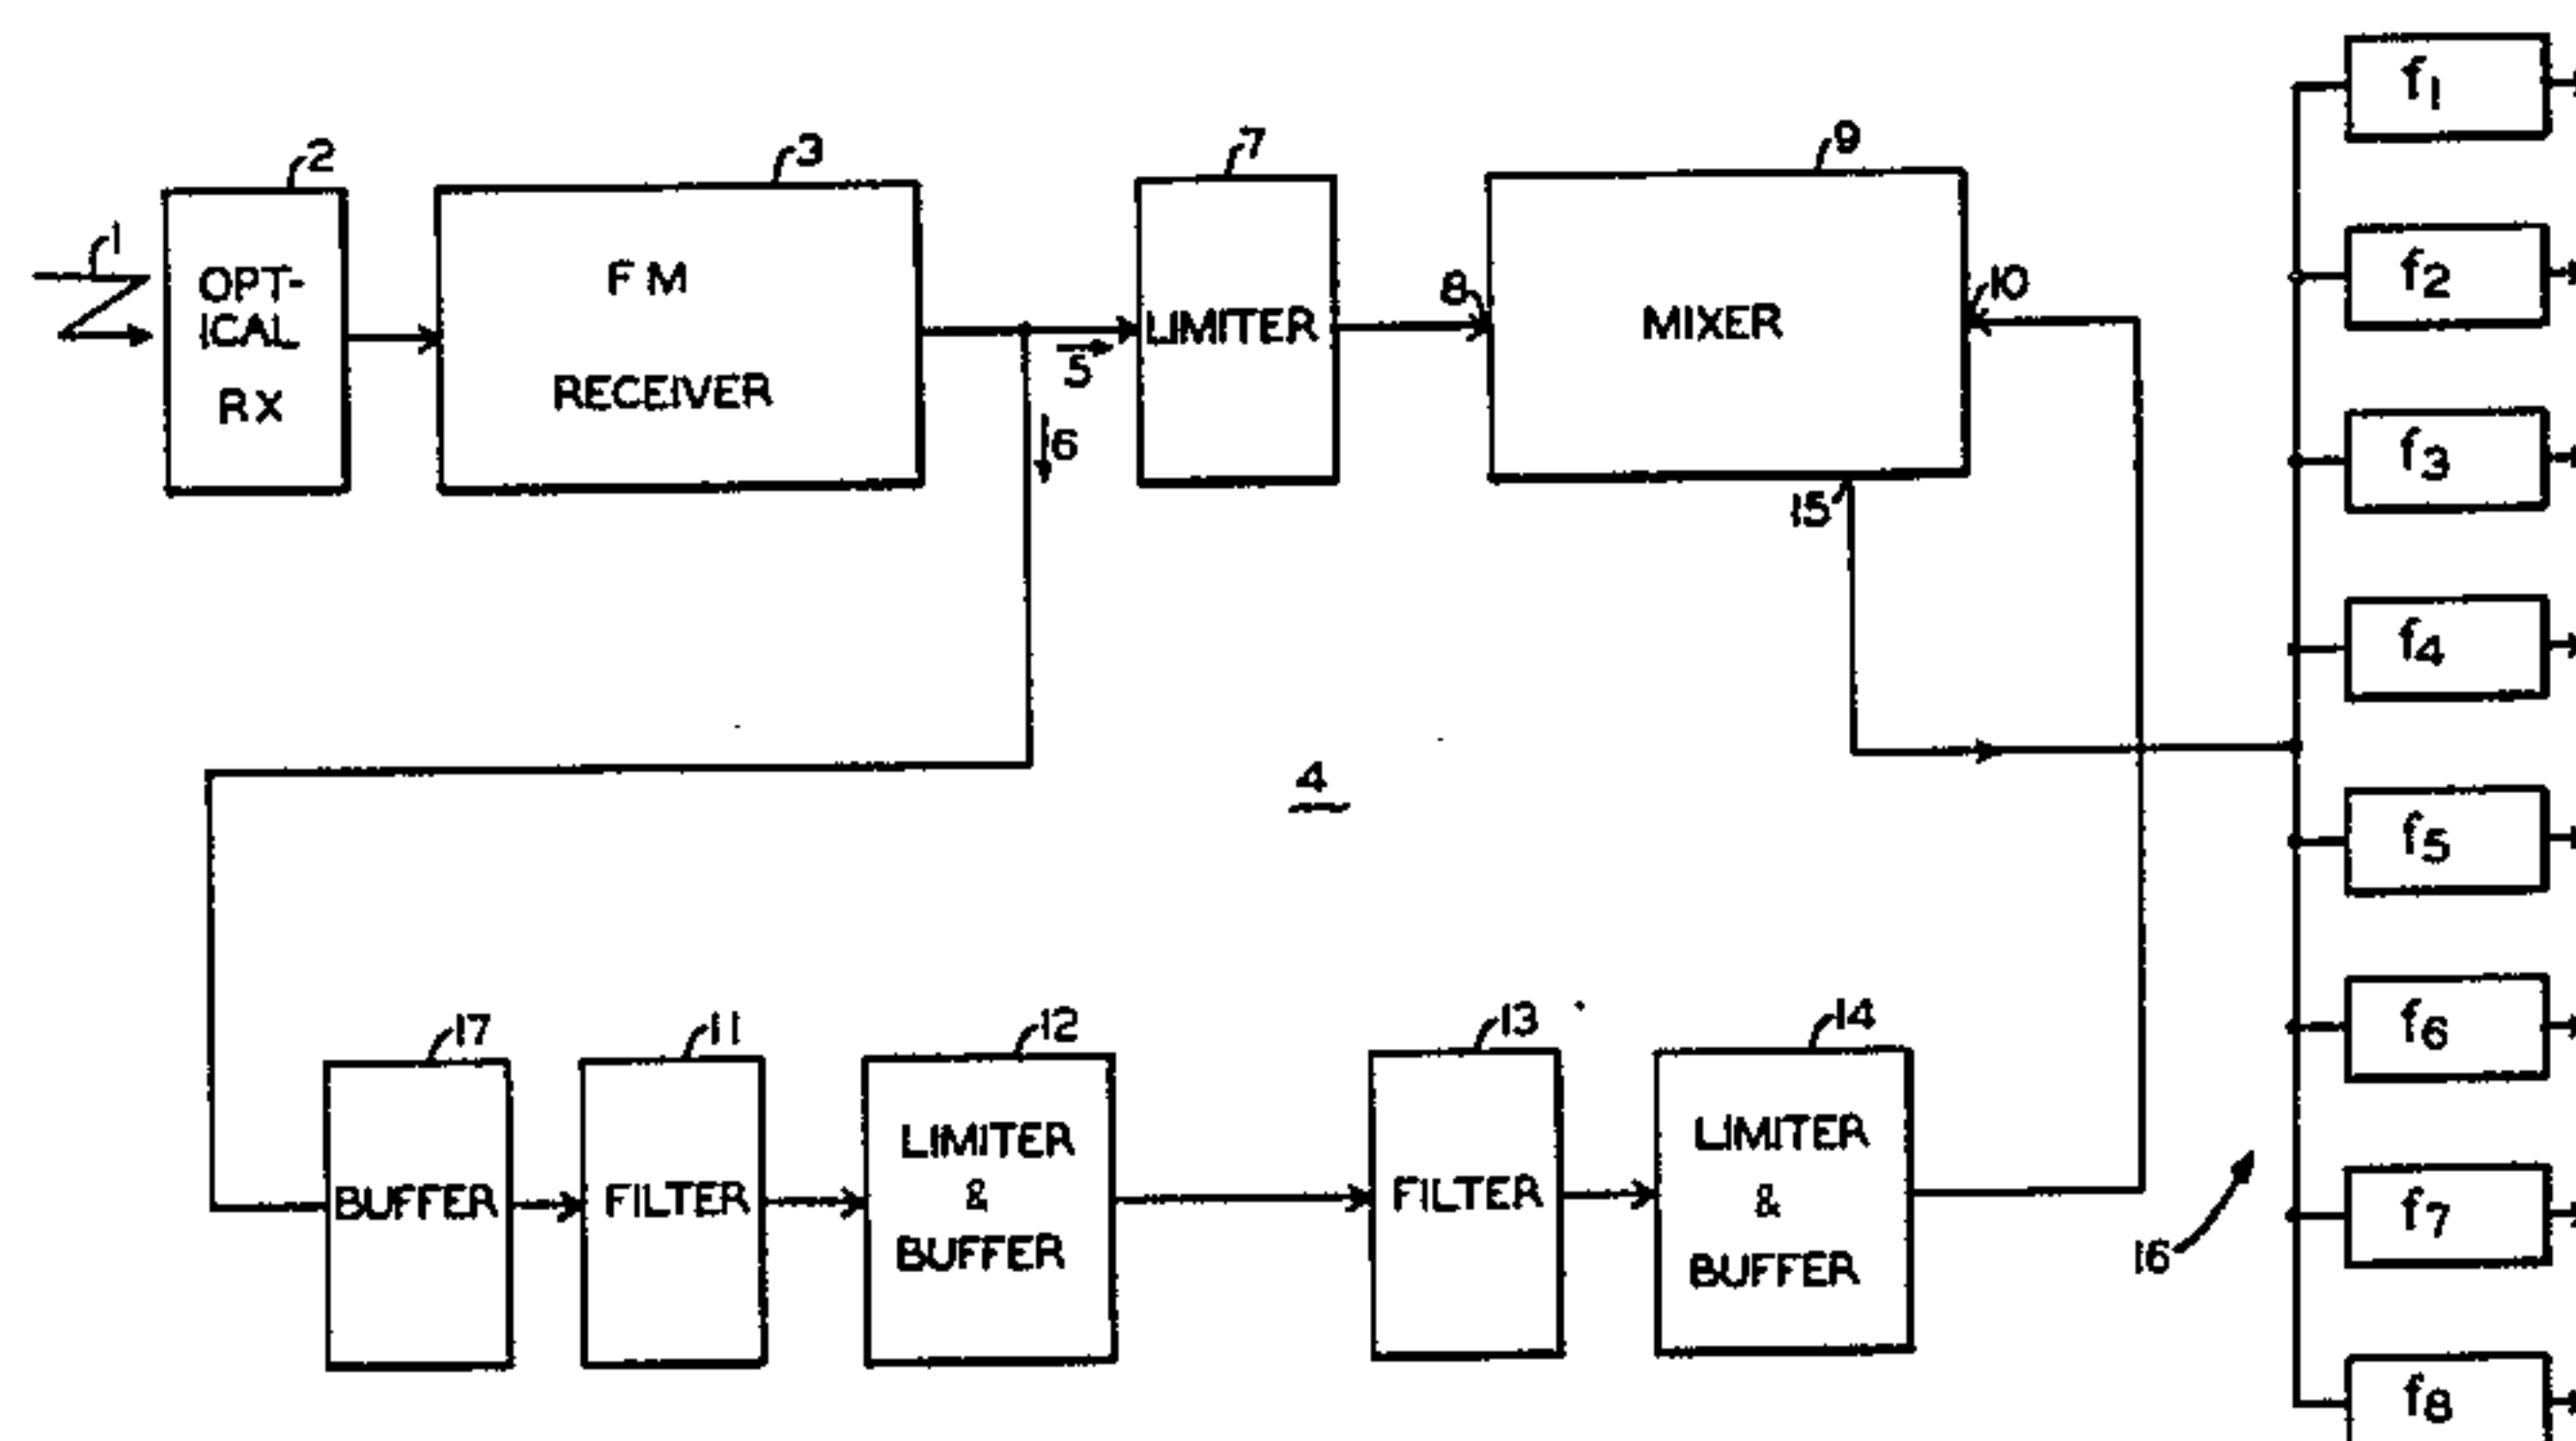 1
2
OPT-
ICAL
RX
3
FM
RECEIVER
5
6
7
LIMITER
8
9
MIXER
10
15
4
17
BUFFER
11
FILTER
12
LIMITER
&
BUFFER
13
FILTER
14
LIMITER
&
BUFFER
16
f1
f2
f3
f4
f5
f6
f7
f8